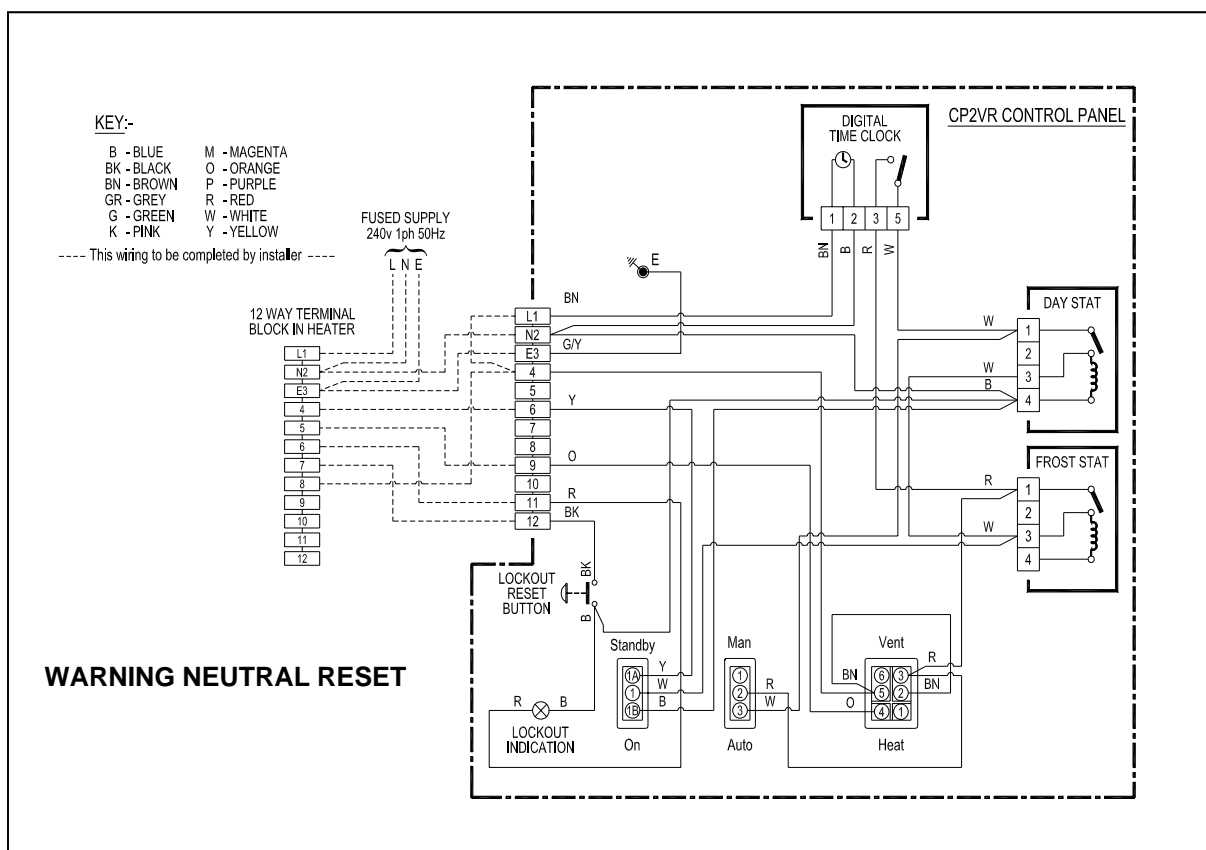 KEY:-
B - BLUE M - MAGENTA
BK - BLACK O - ORANGE
BN - BROWN P - PURPLE
GR - GREY R - RED
G - GREEN W - WHITE
K - PINK Y - YELLOW
---- This wiring to be completed by installer ----
FUSED SUPPLY
240v 1ph 50Hz
L N E
12 WAY TERMINAL
BLOCK IN HEATER
L1
N2
E3
4
5
6
7
8
9
10
11
12
CP2VR CONTROL PANEL
DIGITAL
TIME CLOCK
1 2 3 5
BN B R W
E
BN
G/Y
Y
O
R
BK
L1
N2
E3
4
5
6
7
8
9
10
11
12
DAY STAT
W
W
B
1
2
3
4
FROST STAT
R
W
1
2
3
4
LOCKOUT
RESET
BUTTON
BK
B
WARNING NEUTRAL RESET
R B
LOCKOUT
INDICATION
Standby
1A Y
1 W
1B B
On
Man
1
2 R
3 W
Auto
Vent
6 3 R
BN 5 2 BN
O 4 1
Heat